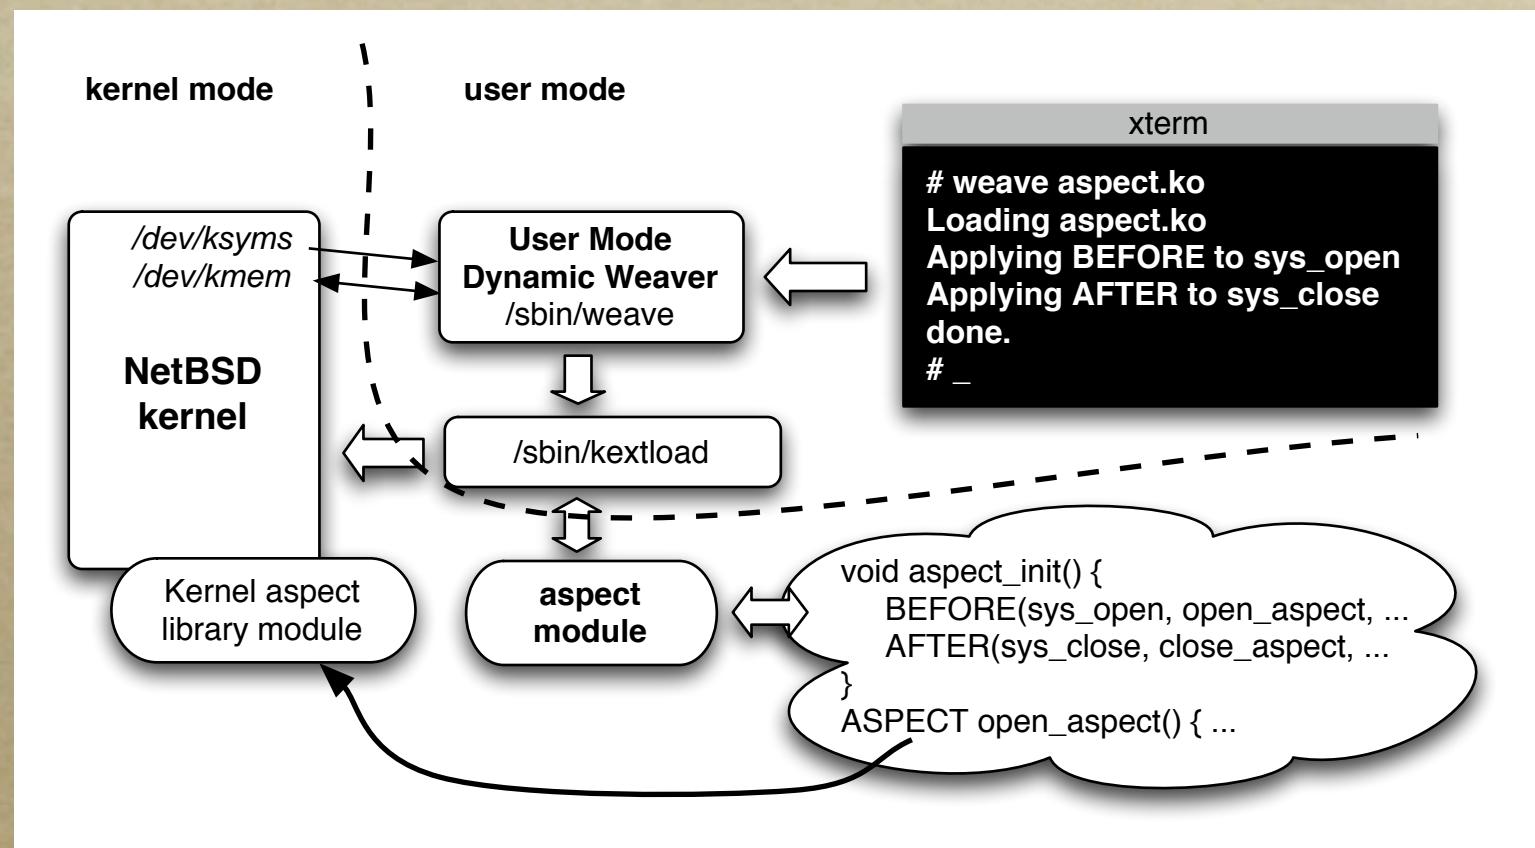 kernel mode
user mode
xterm
# weave aspect.ko
Loading aspect.ko
Applying BEFORE to sys_open
Applying AFTER to sys_close
done.
# _
/dev/ksyms
/dev/kmem
NetBSD
kernel
User Mode
Dynamic Weaver
/sbin/weave
/sbin/kextload
Kernel aspect
library module
aspect
module
void aspect_init() {
BEFORE(sys_open, open_aspect, ...
AFTER(sys_close, close_aspect, ...
}
ASPECT open_aspect() { ...